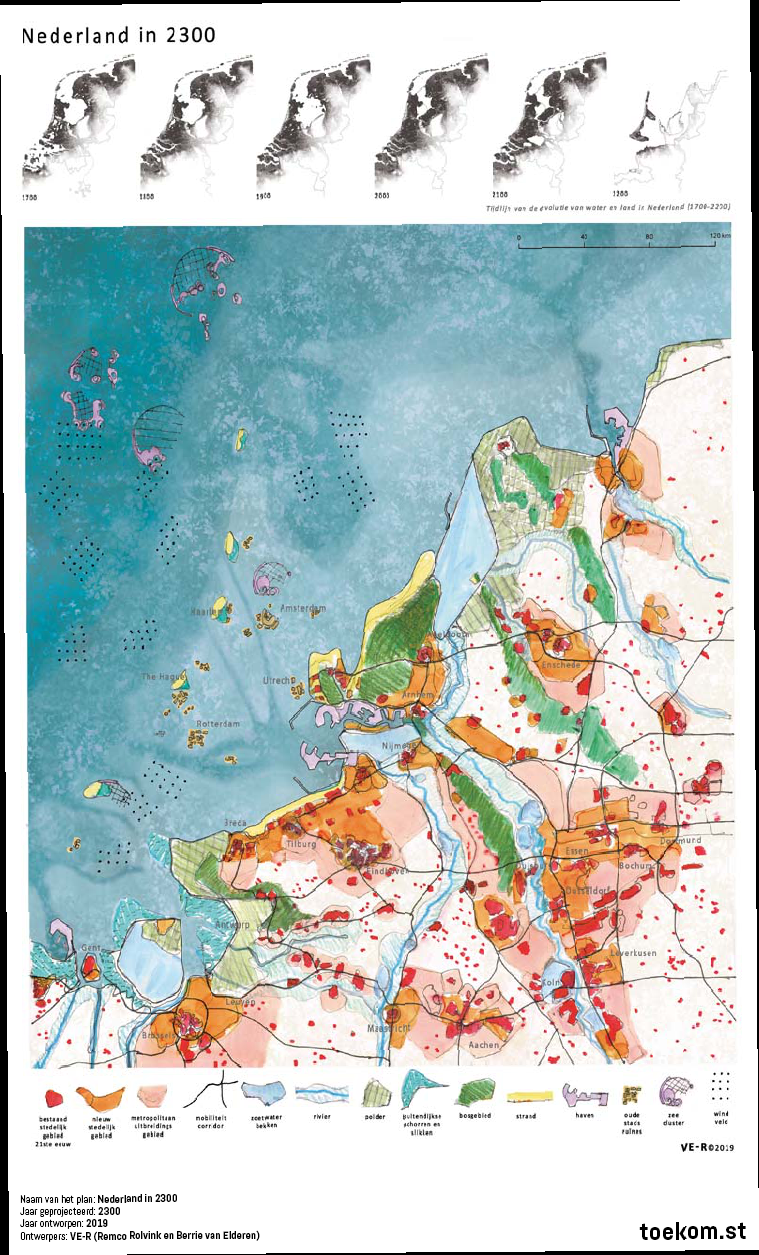 Nederland in 2300
1700
1800
1900
2000
2100
Tijdlijn van de evolutie van water en land in Nederland (1700-2200)
0 40 80 120 km
Haarlem
Amsterdam
The Hague
Utrecht
Rotterdam
Enschede
Arnhem
Nijmegen
Breda
Tilburg
Eindhoven
Essen
Dortmund
Bochum
Dusseldorf
Antwerp
Gent
Leverkusen
Koln
Leuven
Brussel
Maastricht
Aachen
bestaand
stedelijk
gebied
21ste eeuw
nieuw
stedelijk
gebied
metropolitaan
uitbreidings
gebied
mobiliteit
corridor
zoetwater
bekken
rivier
polder
buitendijkse
schorren en
slikken
bosgebied
strand
haven
oude
stads
ruines
zee
cluster
wind
veld
VE-R©2019
Naam van het plan: Nederland in 2300
Jaar geprojecteerd: 2300
Jaar ontworpen: 2019
Ontwerpers: VE-R (Remco Rolvink en Berrie van Elderen)
toekom.st